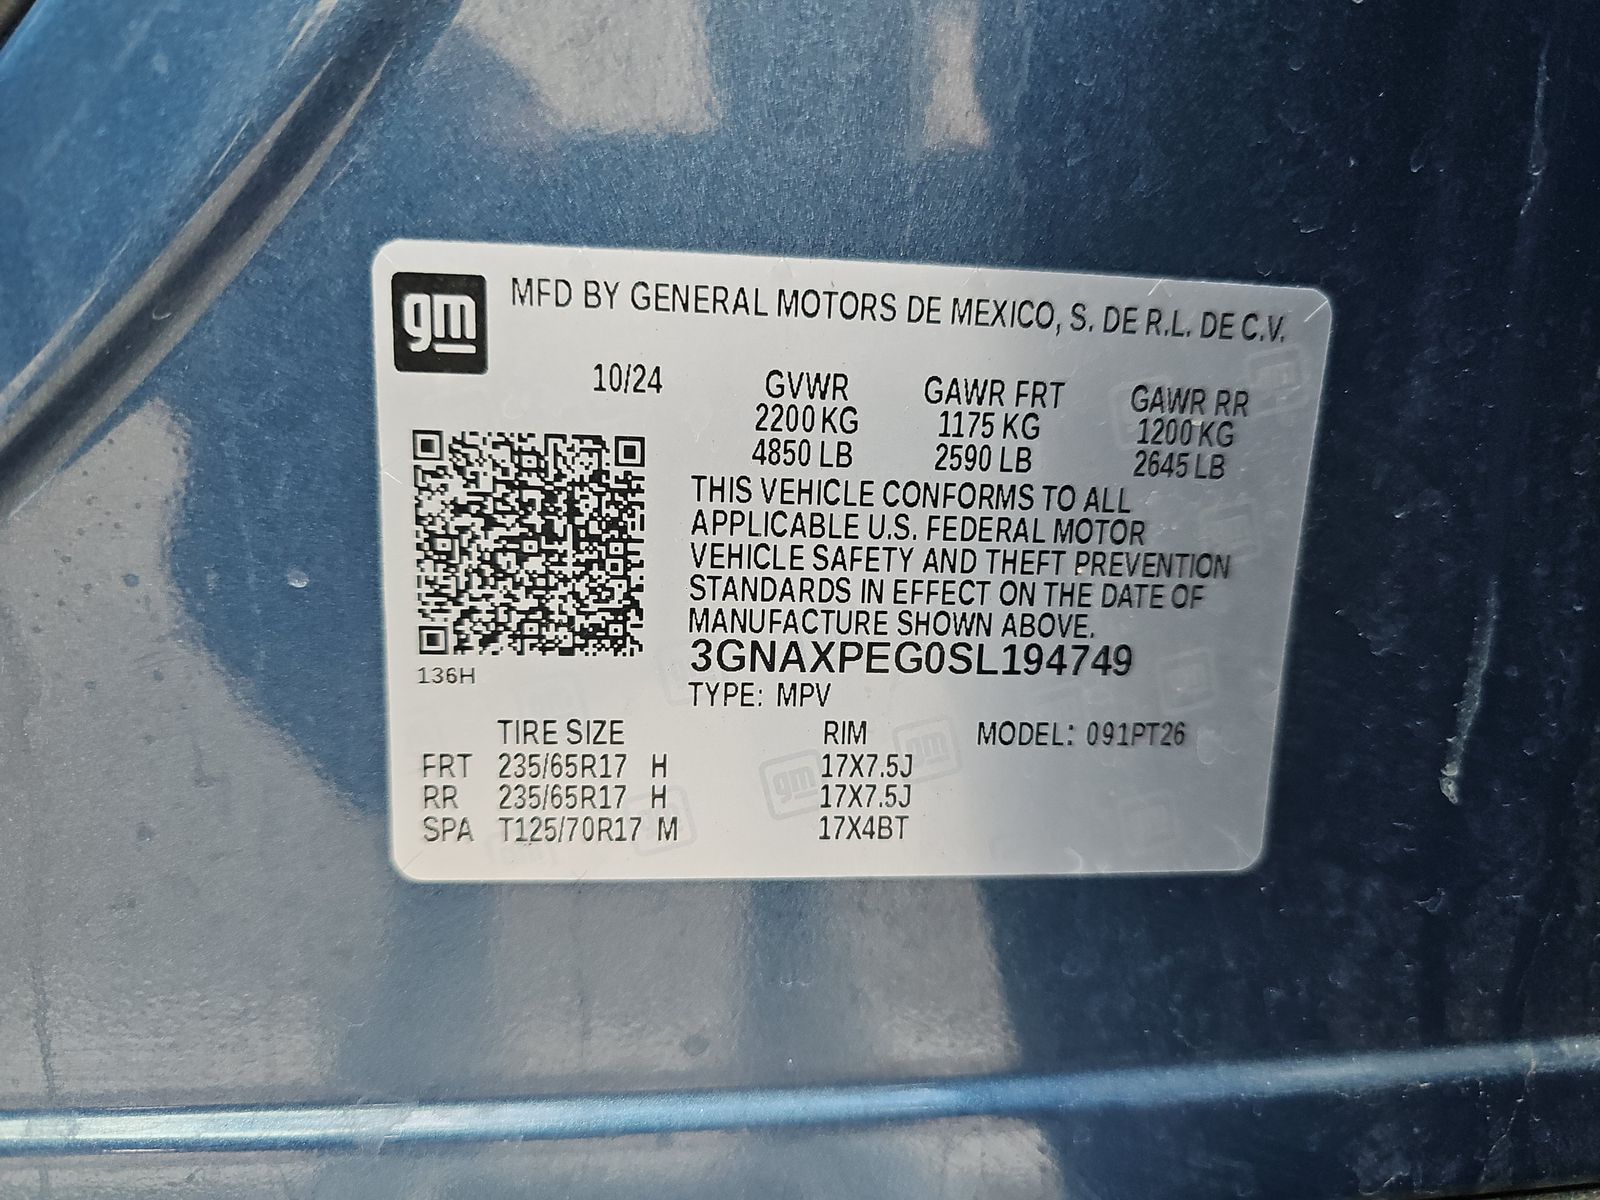 gm
MFD BY GENERAL MOTORS DE MEXICO, S. DE R.L. DE C.V.
10/24
GVWR GAWR FRT GAWR RR
2200 KG 1175 KG 1200 KG
4850 LB 2590 LB 2645 LB
THIS VEHICLE CONFORMS TO ALL
APPLICABLE U.S. FEDERAL MOTOR
VEHICLE SAFETY AND THEFT PREVENTION
STANDARDS IN EFFECT ON THE DATE OF
MANUFACTURE SHOWN ABOVE.
3GNAXPEG0SL194749
136H
TYPE: MPV
TIRE SIZE RIM MODEL: 091PT26
FRT 235/65R17 H 17X7.5J
RR 235/65R17 H 17X7.5J
SPA T125/70R17 M 17X4BT